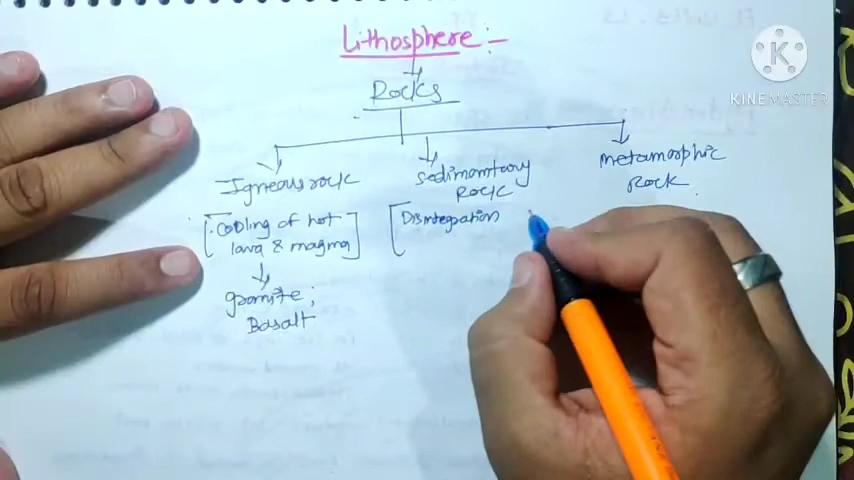 Lithosphere :-
Rocks
Igneous rock
Sedimentary
Rock
metamorphic
Rock
[Cooling of hot
lava & magma]
[Disintegration
granite;
Basalt
K
KINEMASTER